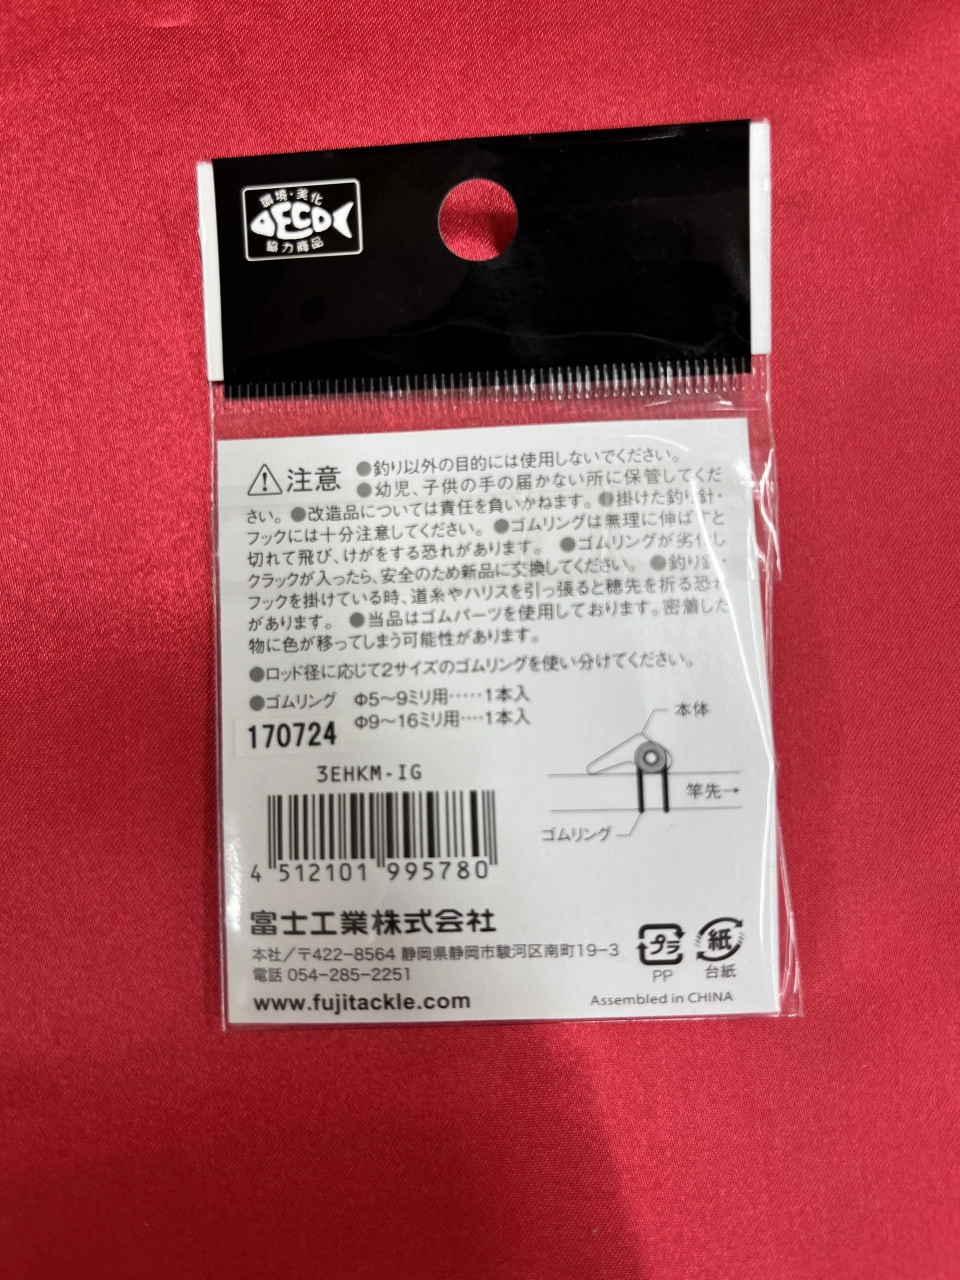 環境・美化
ECO
協力商品
注意
●釣り以外の目的には使用しないでください。
●幼児、子供の手の届かない所に保管してくだ
さい。 ●改造品については責任を負いかねます。 ●掛けた釣り針・
フックには十分注意してください。 ●ゴムリングは無理に伸ばすと
切れて飛び、けがをする恐れがあります。 ●ゴムリングが劣化し
クラックが入ったら、安全のため新品に交換してください。 ●釣り針・
フックを掛けている時、道糸やハリスを引っ張ると穂先を折る恐れ
があります。 ●当品はゴムパーツを使用しております。密着した
物に色が移ってしまう可能性があります。
●ロッド径に応じて2サイズのゴムリングを使い分けてください。
●ゴムリング Φ5〜9ミリ用‥‥‥1本入
Φ9〜16ミリ用‥‥1本入
170724
本体
3EHKM-IG
竿先→
ゴムリング
4 512101 995780
富士工業株式会社
本社／〒422-8564 静岡県静岡市駿河区南町19-3
電話 054-285-2251
www.fujitackle.com
プラ
PP
紙
台紙
Assembled in CHINA